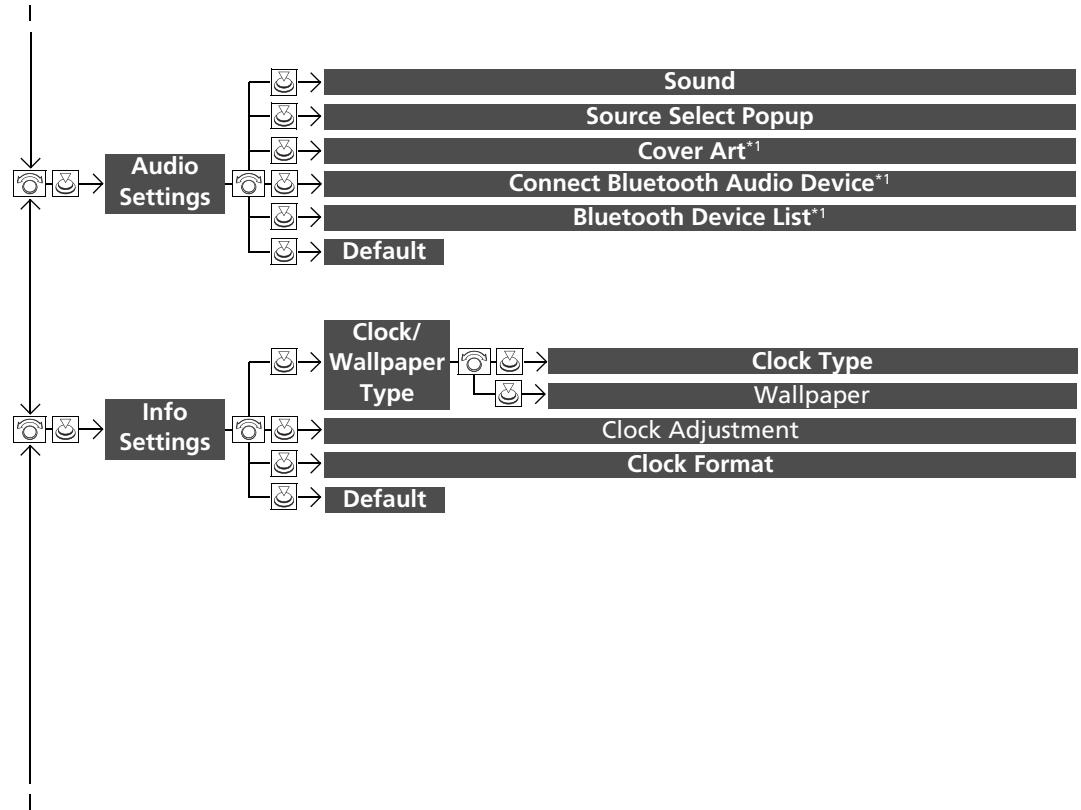 Sound
Source Select Popup
Cover Art*1
Audio
Settings
Connect Bluetooth Audio Device*1
Bluetooth Device List*1
Default
Clock/
Wallpaper
Type
Clock Type
Wallpaper
Info
Settings
Clock Adjustment
Clock Format
Default